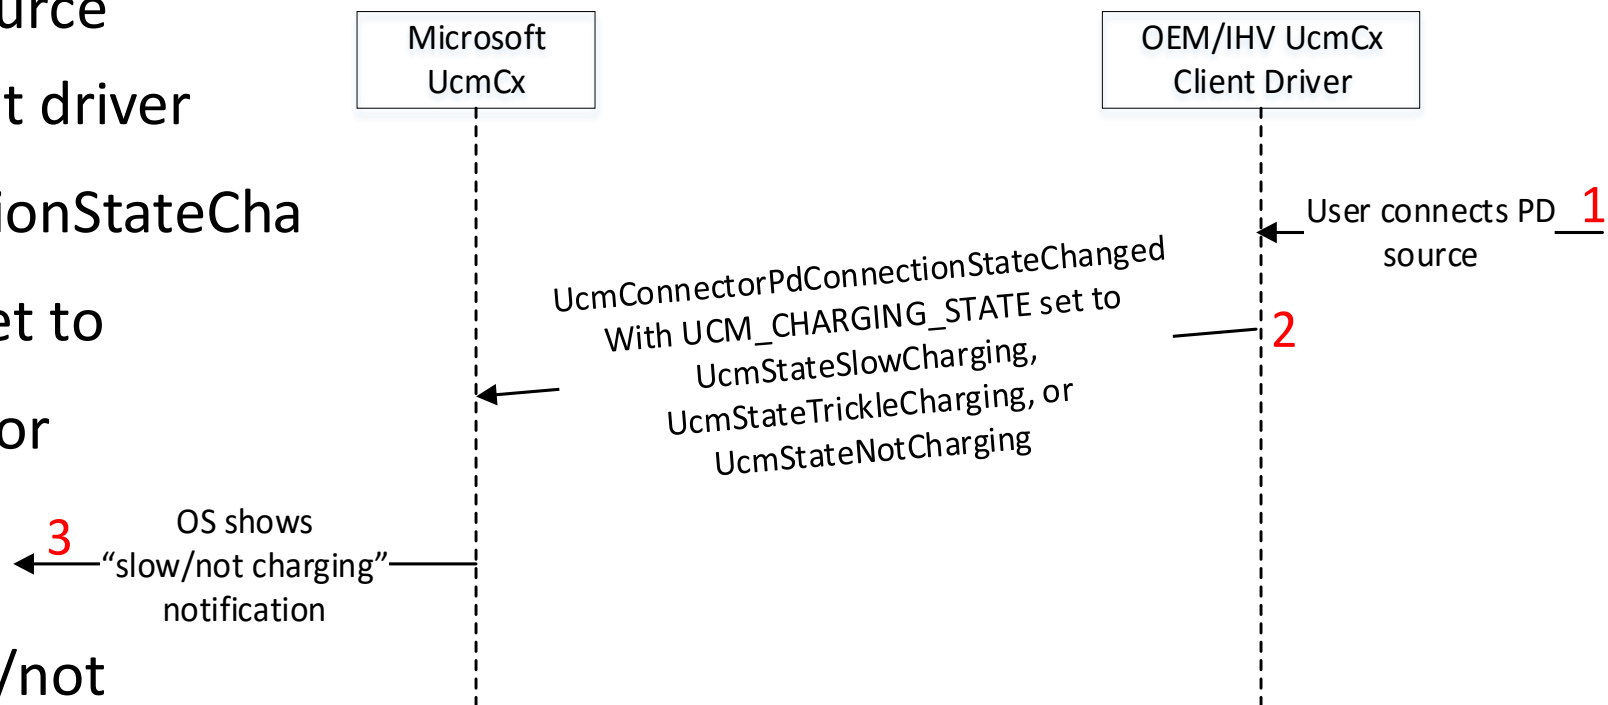 ource
t driver
ionStateCha
et to
or
/not
Microsoft
UcmCx
OEM/IHV UcmCx
Client Driver
User connects PD
source
1
UcmConnectorPdConnectionStateChanged
With UCM_CHARGING_STATE set to
UcmStateSlowCharging,
UcmStateTrickleCharging, or
UcmStateNotCharging
2
3
OS shows
“slow/not charging”
notification